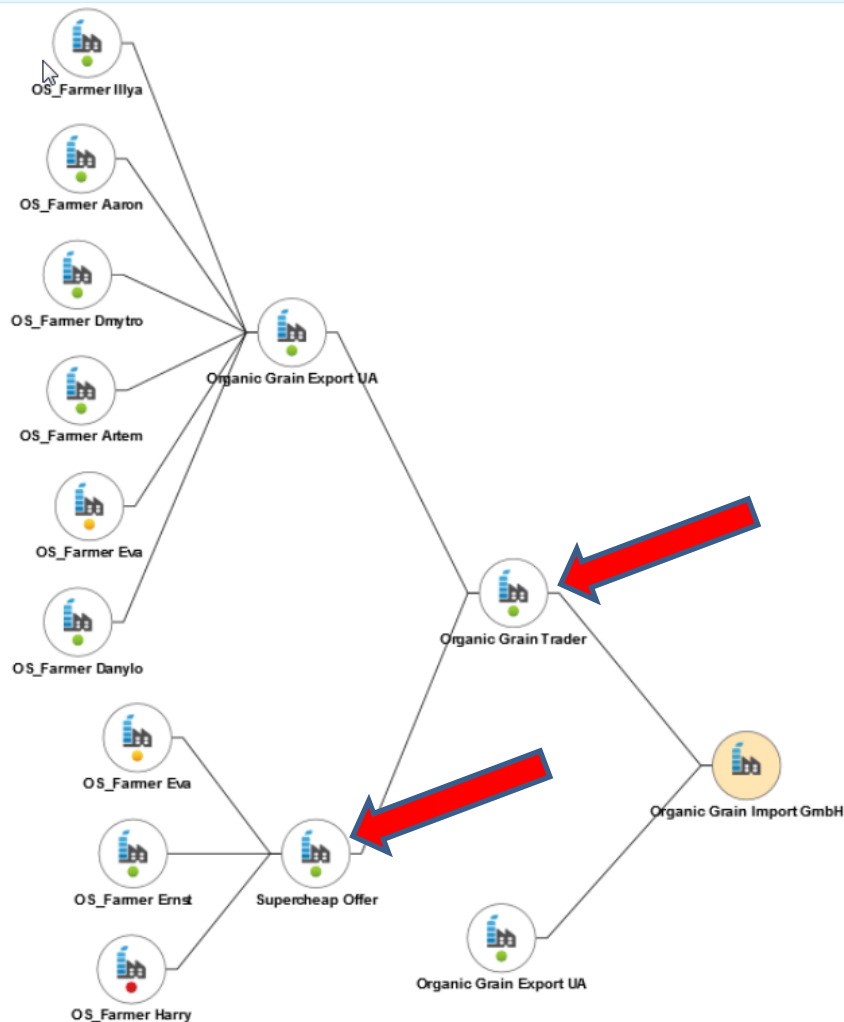 OS_Farmer Illya
OS_Farmer Aaron
OS_Farmer Dmytro
Organic Grain Export UA
OS_Farmer Artem
OS_Farmer Eva
Organic Grain Trader
OS_Farmer Danylo
OS_Farmer Eva
Organic Grain Import GmbH
OS_Farmer Ernst
Supercheap Offer
Organic Grain Export UA
OS_Farmer Harry